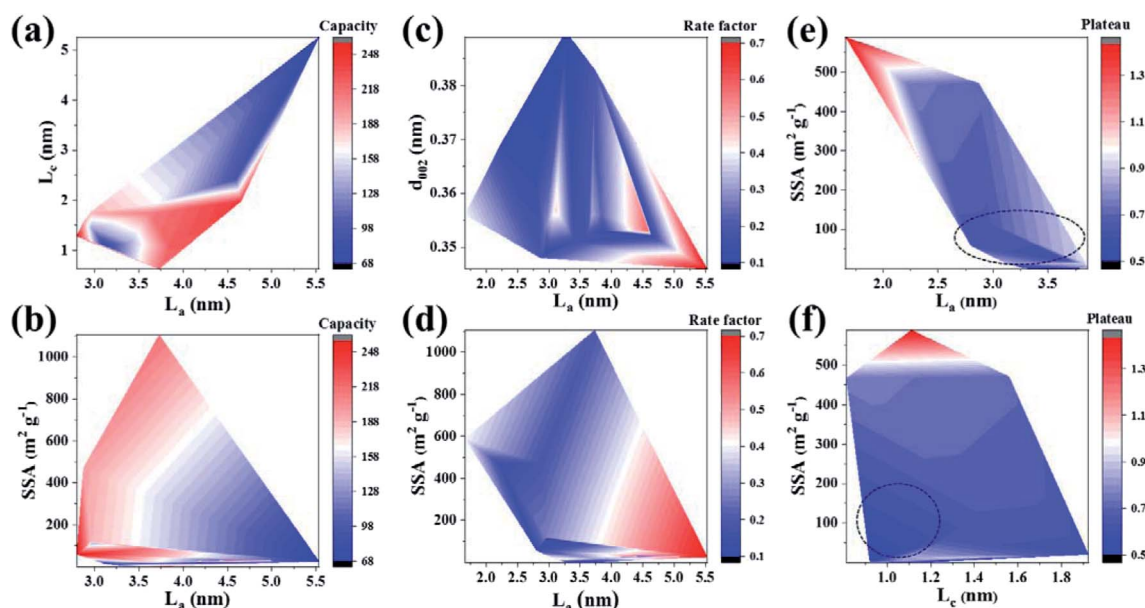 (a)
Capacity
5
4
3
2
1
L_c (nm)
3.0 3.5 4.0 4.5 5.0 5.5
L_a (nm)
248
218
188
158
128
98
68
(c)
Rate factor
0.38
0.37
0.36
0.35
d_002 (nm)
2.0 2.5 3.0 3.5 4.0 4.5 5.0 5.5
L_a (nm)
0.7
0.6
0.5
0.4
0.3
0.2
0.1
(e)
Plateau
500
400
300
200
100
0
SSA (m² g⁻¹)
2.0 2.5 3.0 3.5
L_a (nm)
1.3
1.1
0.9
0.7
0.5
(b)
Capacity
1000
800
600
400
200
SSA (m² g⁻¹)
3.0 3.5 4.0 4.5 5.0 5.5
L_a (nm)
248
218
188
158
128
98
68
(d)
Rate factor
1000
800
600
400
200
SSA (m² g⁻¹)
2.0 2.5 3.0 3.5 4.0 4.5 5.0 5.5
L_a (nm)
0.7
0.6
0.5
0.4
0.3
0.2
0.1
(f)
Plateau
500
400
300
200
100
0
SSA (m² g⁻¹)
1.0 1.2 1.4 1.6 1.8
L_c (nm)
1.3
1.1
0.9
0.7
0.5